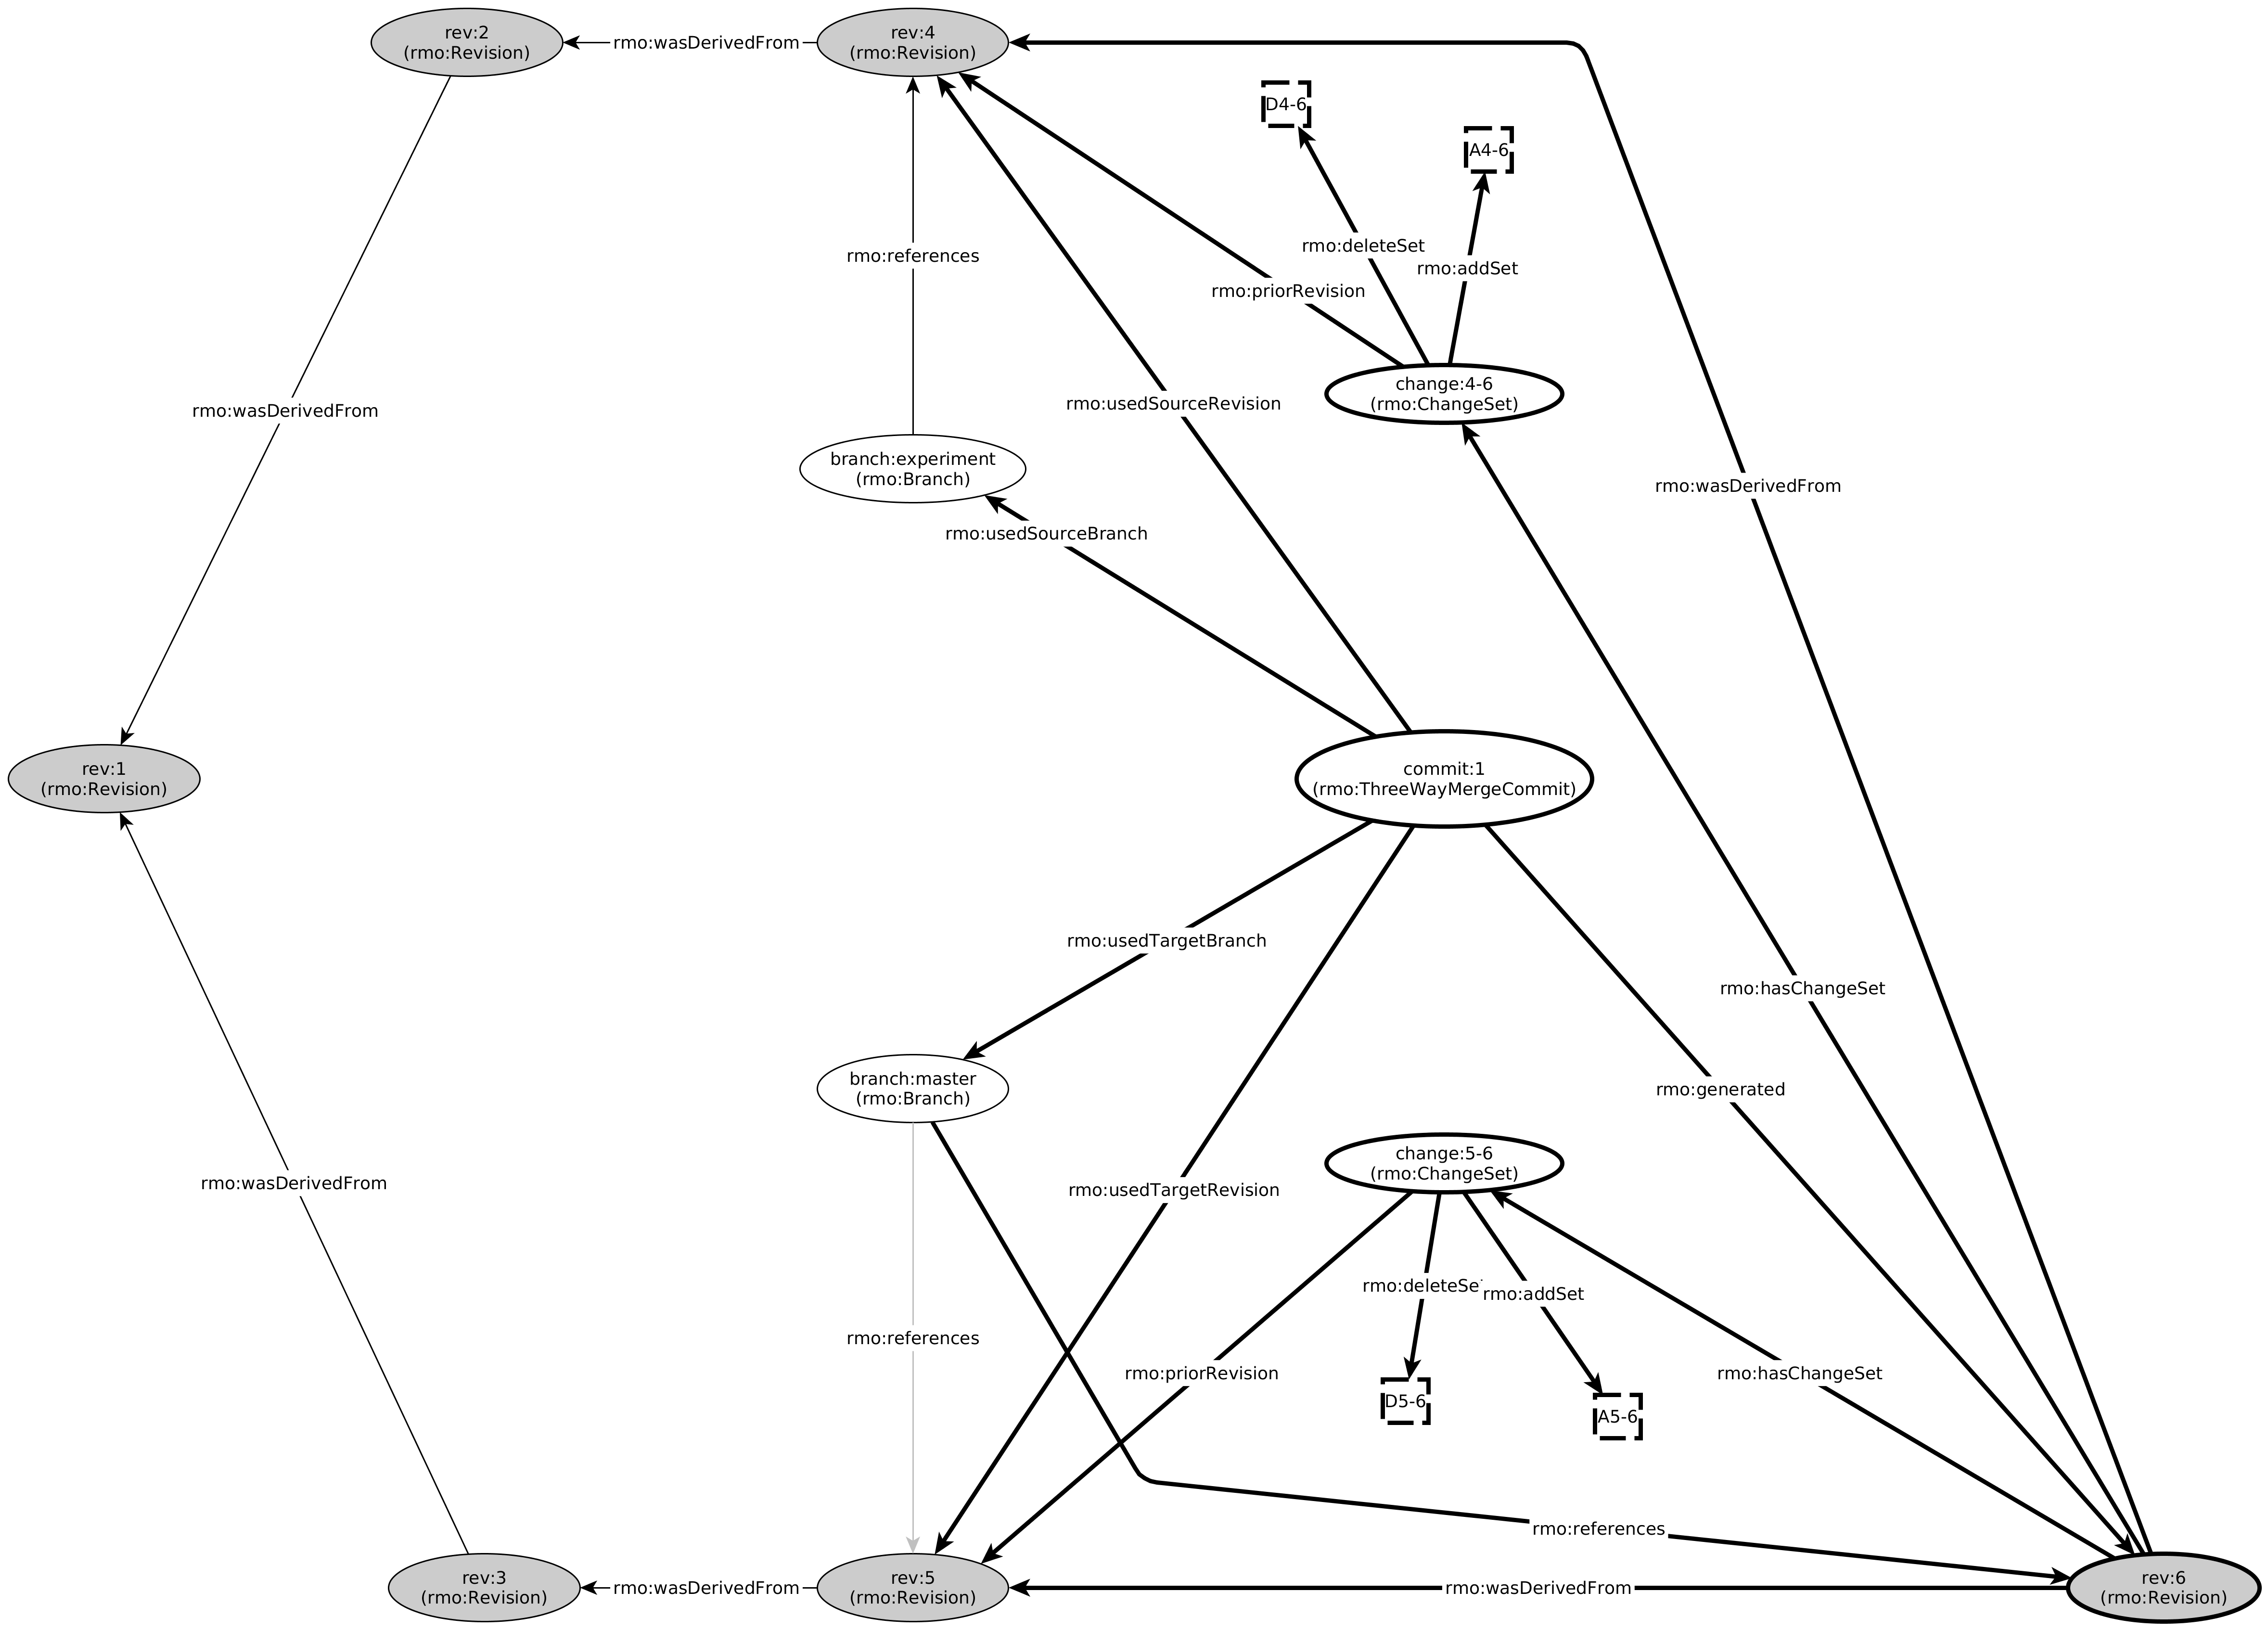 rev:2
(rmo:Revision)
rmo:wasDerivedFrom
rev:4
(rmo:Revision)
D4-6
A4-6
rmo:deleteSet
rmo:references
rmo:addSet
rmo:priorRevision
change:4-6
(rmo:ChangeSet)
rmo:usedSourceRevision
rmo:wasDerivedFrom
branch:experiment
(rmo:Branch)
rmo:wasDerivedFrom
rmo:usedSourceBranch
rev:1
(rmo:Revision)
commit:1
(rmo:ThreeWayMergeCommit)
rmo:usedTargetBranch
rmo:hasChangeSet
branch:master
(rmo:Branch)
rmo:generated
change:5-6
(rmo:ChangeSet)
rmo:wasDerivedFrom
rmo:usedTargetRevision
rmo:deleteSe
rmo:addSet
rmo:references
rmo:priorRevision
rmo:hasChangeSet
D5-6
A5-6
rmo:references
rev:3
(rmo:Revision)
rmo:wasDerivedFrom
rev:5
(rmo:Revision)
rmo:wasDerivedFrom
rev:6
(rmo:Revision)